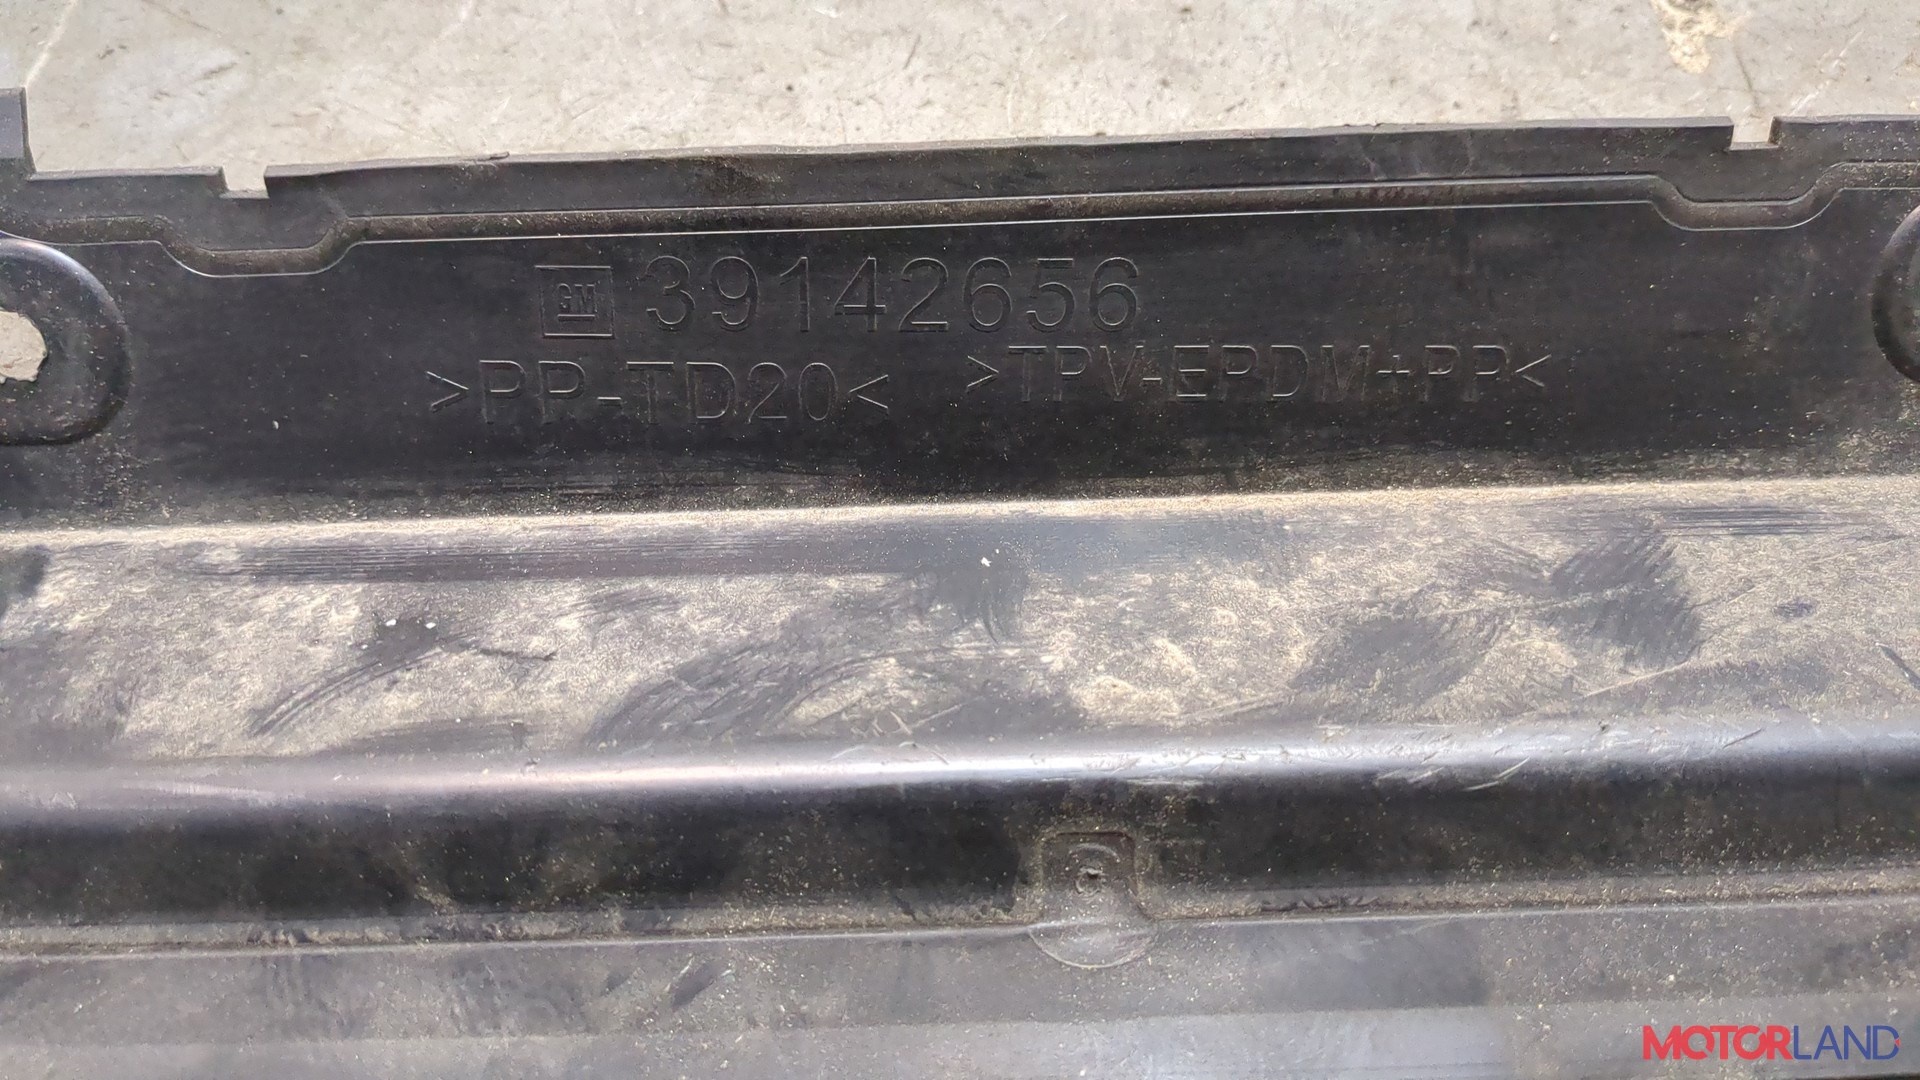 GM 39142656
>PP-TD20< >TPV-EPDM+PP<
MOTORLAND